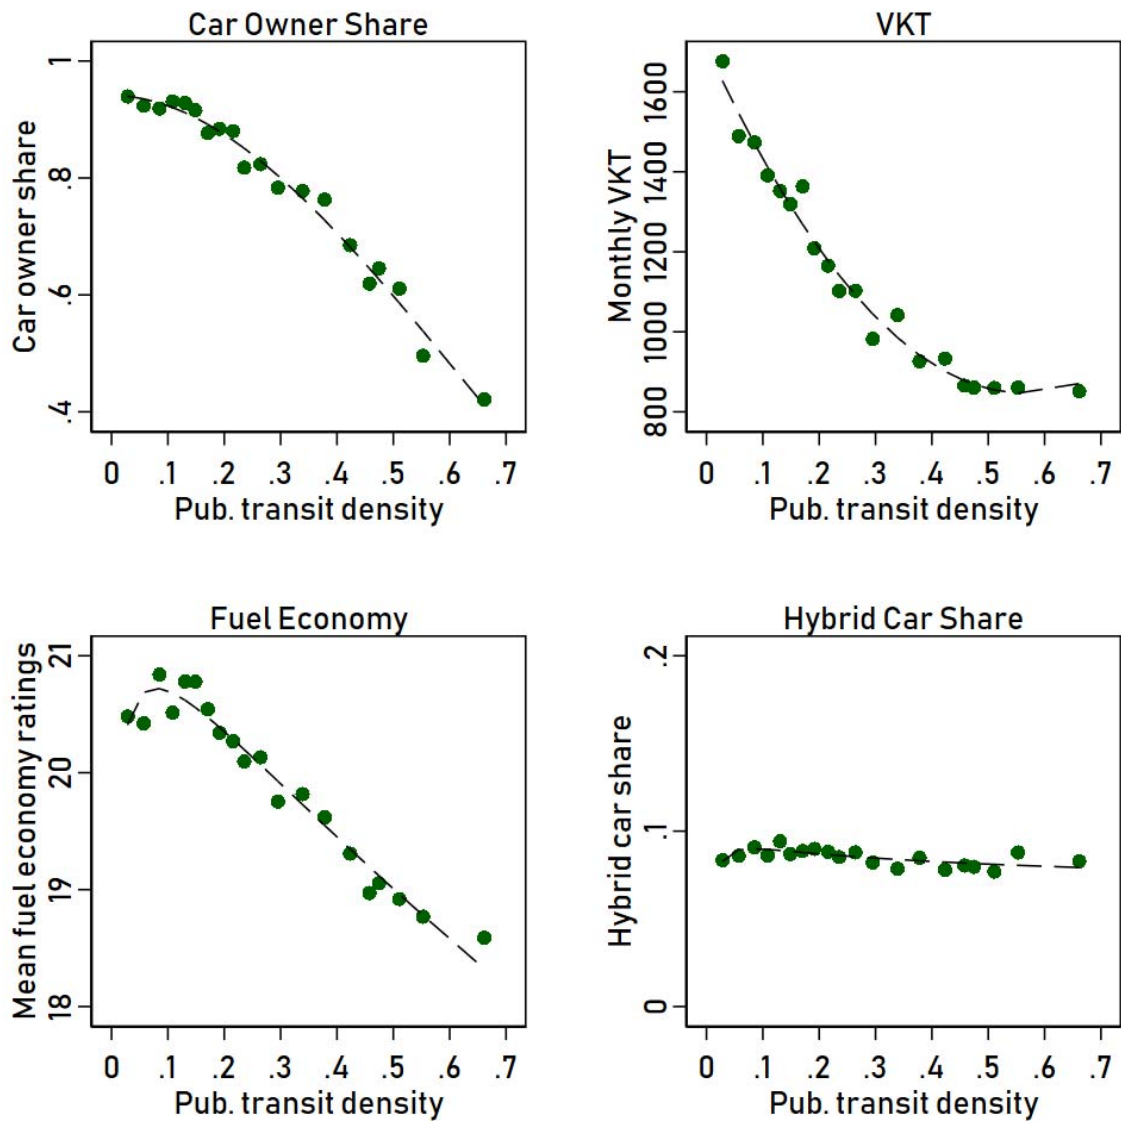 Car Owner Share
Car owner share
1
.8
.6
.4
0 .1 .2 .3 .4 .5 .6 .7
Pub. transit density
VKT
Monthly VKT
1600
1400
1200
1000
800
0 .1 .2 .3 .4 .5 .6 .7
Pub. transit density
Fuel Economy
Mean fuel economy ratings
21
20
19
18
0 .1 .2 .3 .4 .5 .6 .7
Pub. transit density
Hybrid Car Share
Hybrid car share
.2
.1
0
0 .1 .2 .3 .4 .5 .6 .7
Pub. transit density